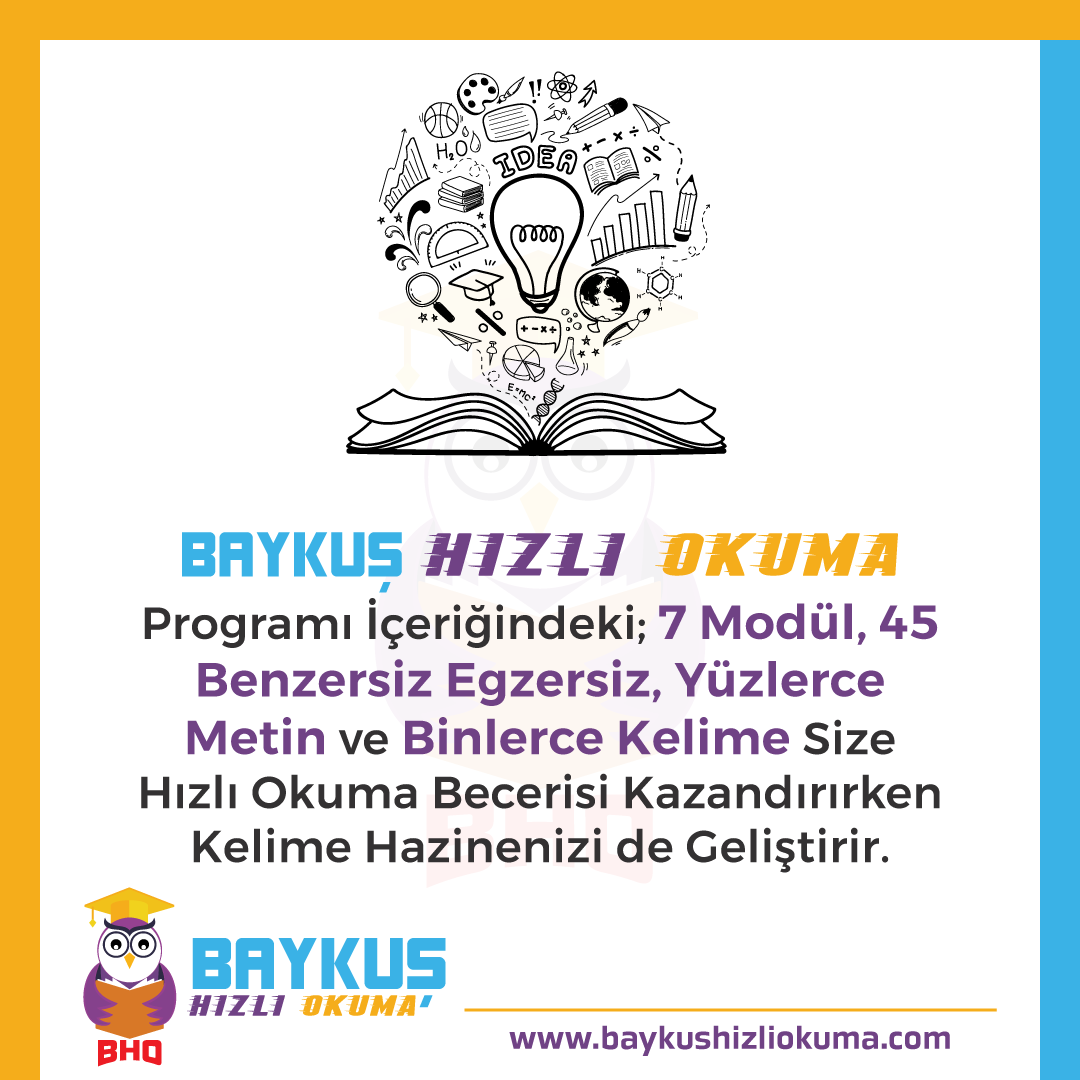 !!
H₂O
IDEA
+ - × ÷
%
H H
H H
H H
%
+ - × ÷
E=MC²
BAYKUŞ HIZLI OKUMA
Programı İçeriğindeki; 7 Modül, 45
Benzersiz Egzersiz, Yüzlerce
Metin ve Binlerce Kelime Size
Hızlı Okuma Becerisi Kazandırırken
Kelime Hazinenizi de Geliştirir.
BHO
BAYKUŞ
HIZLI OKUMA
BHO
www.baykushizliokuma.com